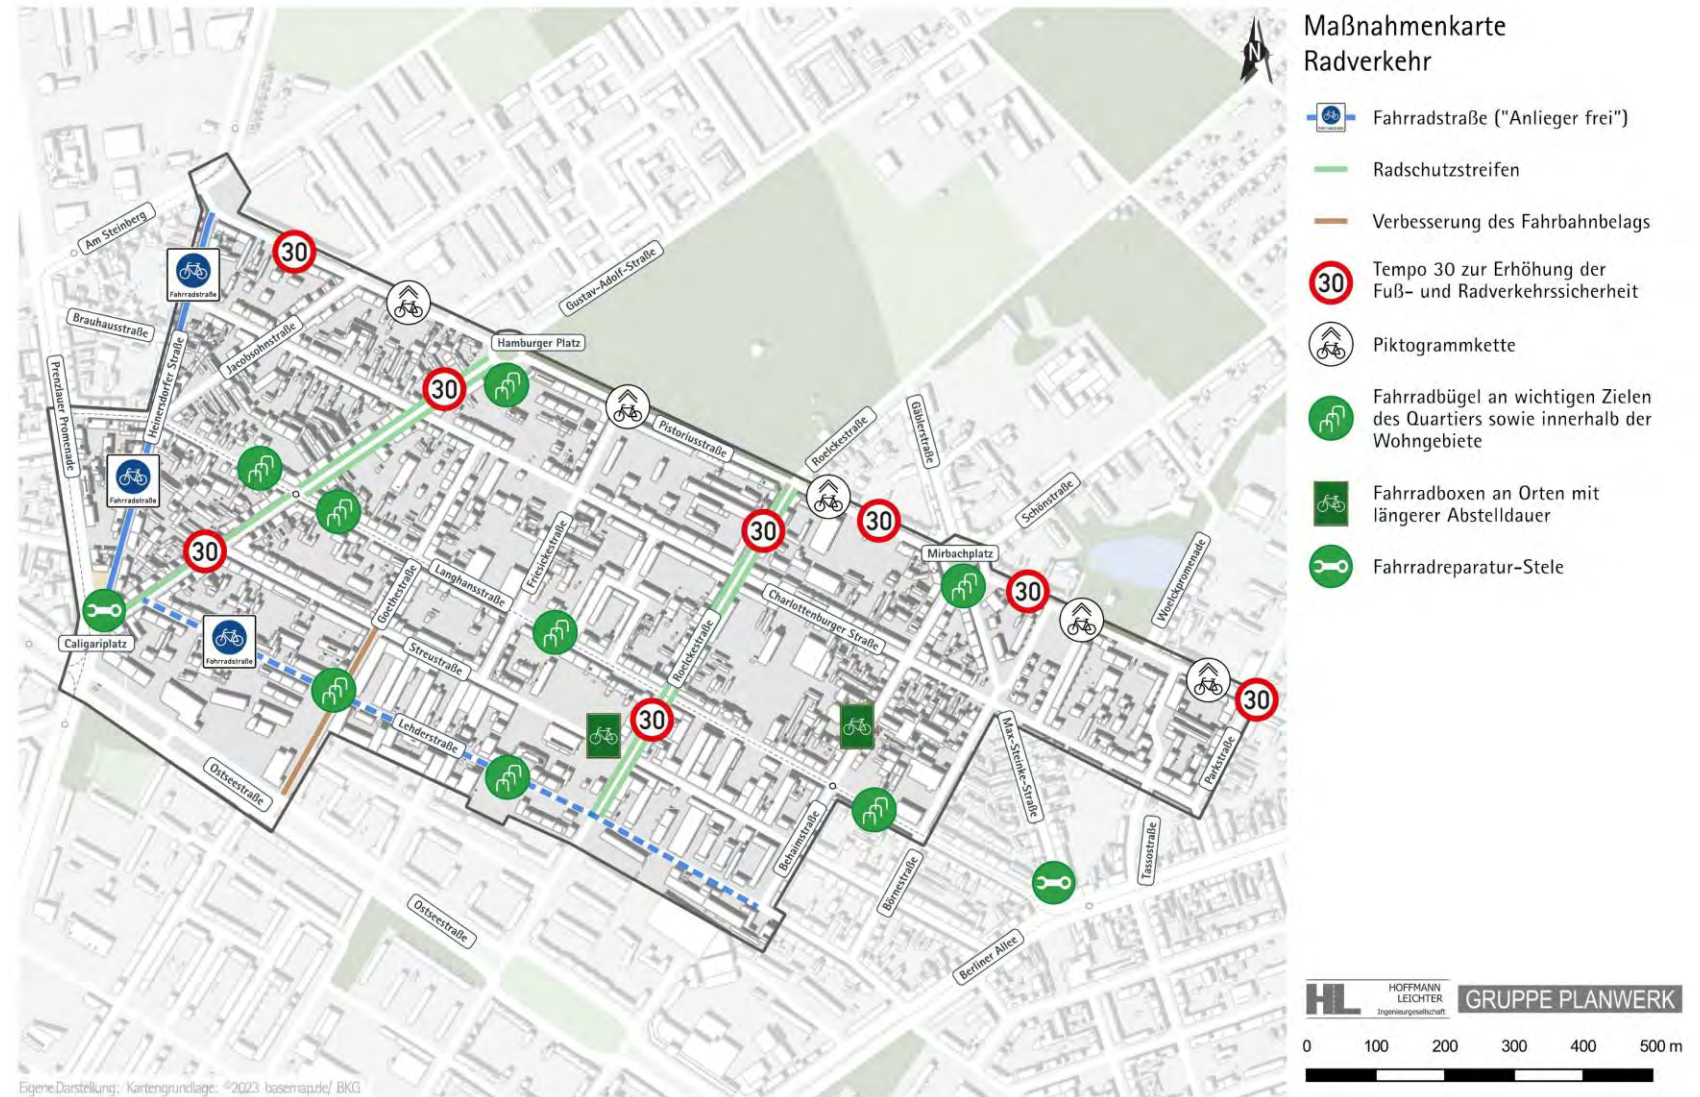 Maßnahmenkarte
Radverkehr
N
Fahrradstraße ("Anlieger frei")
Radschutzstreifen
Verbesserung des Fahrbahnbelags
30
Tempo 30 zur Erhöhung der
Fuß- und Radverkehrssicherheit
Piktogrammkette
Fahrradbügel an wichtigen Zielen
des Quartiers sowie innerhalb der
Wohngebiete
Fahrradboxen an Orten mit
längerer Abstelldauer
Fahrradreparatur-Stele
Am Steinberg
30
Fahrradstraße
Gustav-Adolf-Straße
Brauhausstraße
Jacobsohnstraße
Hamburger Platz
Prenzlauer Promenade
Heinersdorfer Straße
30
Pistoriusstraße
Roelckestraße
Gäblerstraße
Fahrradstraße
Schönstraße
30
30
30
Mirbachplatz
Woelckpromenade
Friesickestraße
Langhansstraße
Goethestraße
Charlottenburger Straße
30
Caligariplatz
Fahrradstraße
Streustraße
Roelckestraße
30
30
Lehderstraße
Max-Steinke-Straße
Parkstraße
Ostseestraße
Behaimstraße
Tassostraße
Börnestraße
Ostseestraße
Berliner Allee
HL
HOFFMANN
LEICHTER
Ingenieurgesellschaft
GRUPPE PLANWERK
0 100 200 300 400 500 m
Eigene Darstellung; Kartengrundlage: ©2023 basemap.de/ BKG